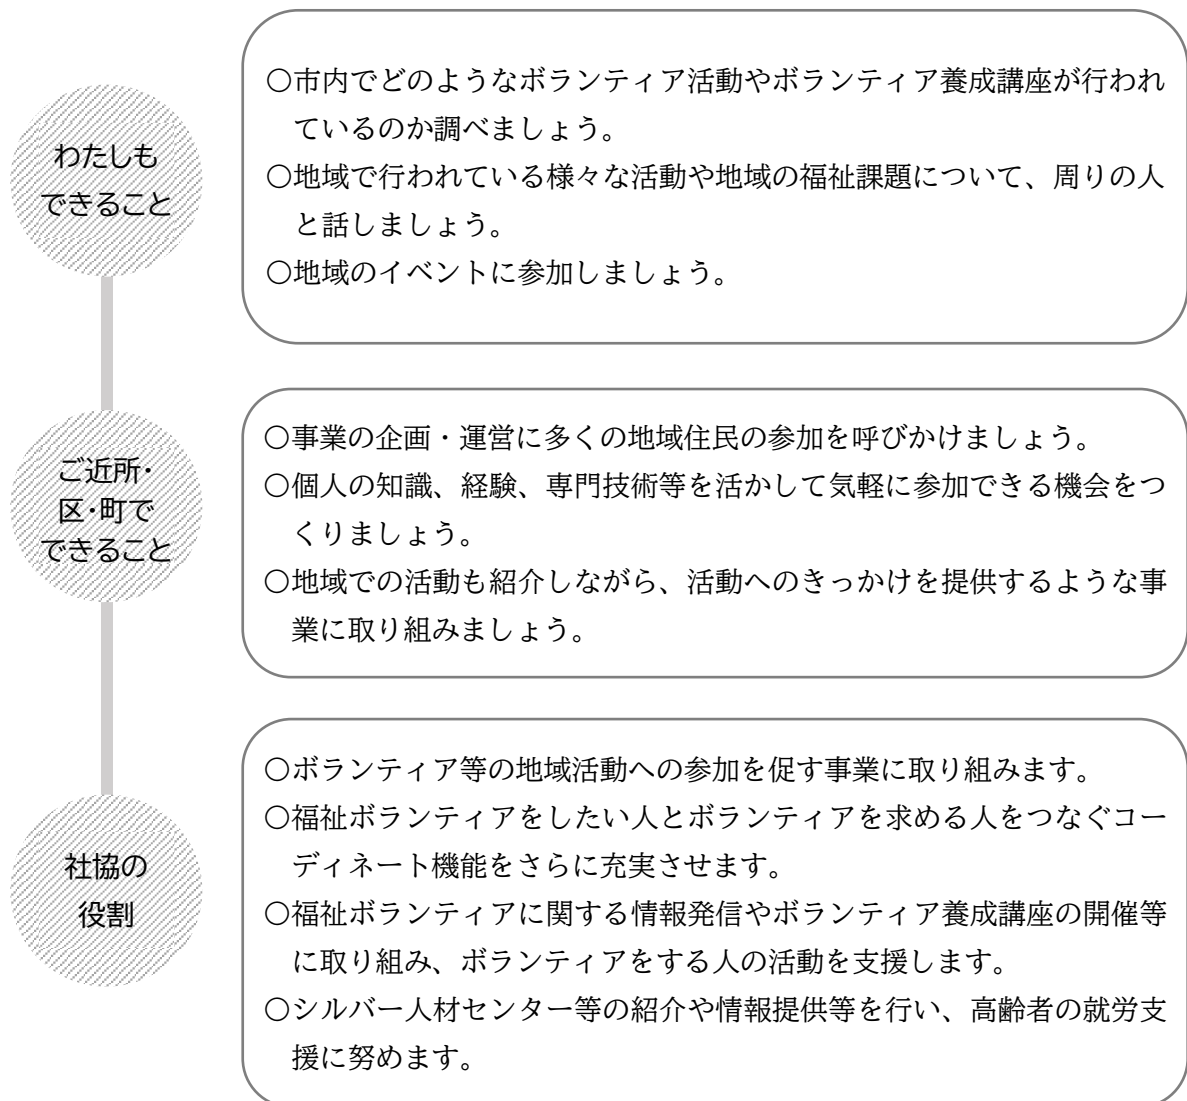 わたしも
できること
○市内でどのようなボランティア活動やボランティア養成講座が行われ
ているのか調べましょう。
○地域で行われている様々な活動や地域の福祉課題について、周りの人
と話しましょう。
○地域のイベントに参加しましょう。
ご近所・
区・町で
できること
○事業の企画・運営に多くの地域住民の参加を呼びかけましょう。
○個人の知識、経験、専門技術等を活かして気軽に参加できる機会をつ
くりましょう。
○地域での活動も紹介しながら、活動へのきっかけを提供するような事
業に取り組みましょう。
社協の
役割
○ボランティア等の地域活動への参加を促す事業に取り組みます。
○福祉ボランティアをしたい人とボランティアを求める人をつなぐコー
ディネート機能をさらに充実させます。
○福祉ボランティアに関する情報発信やボランティア養成講座の開催等
に取り組み、ボランティアをする人の活動を支援します。
○シルバー人材センター等の紹介や情報提供等を行い、高齢者の就労支
援に努めます。